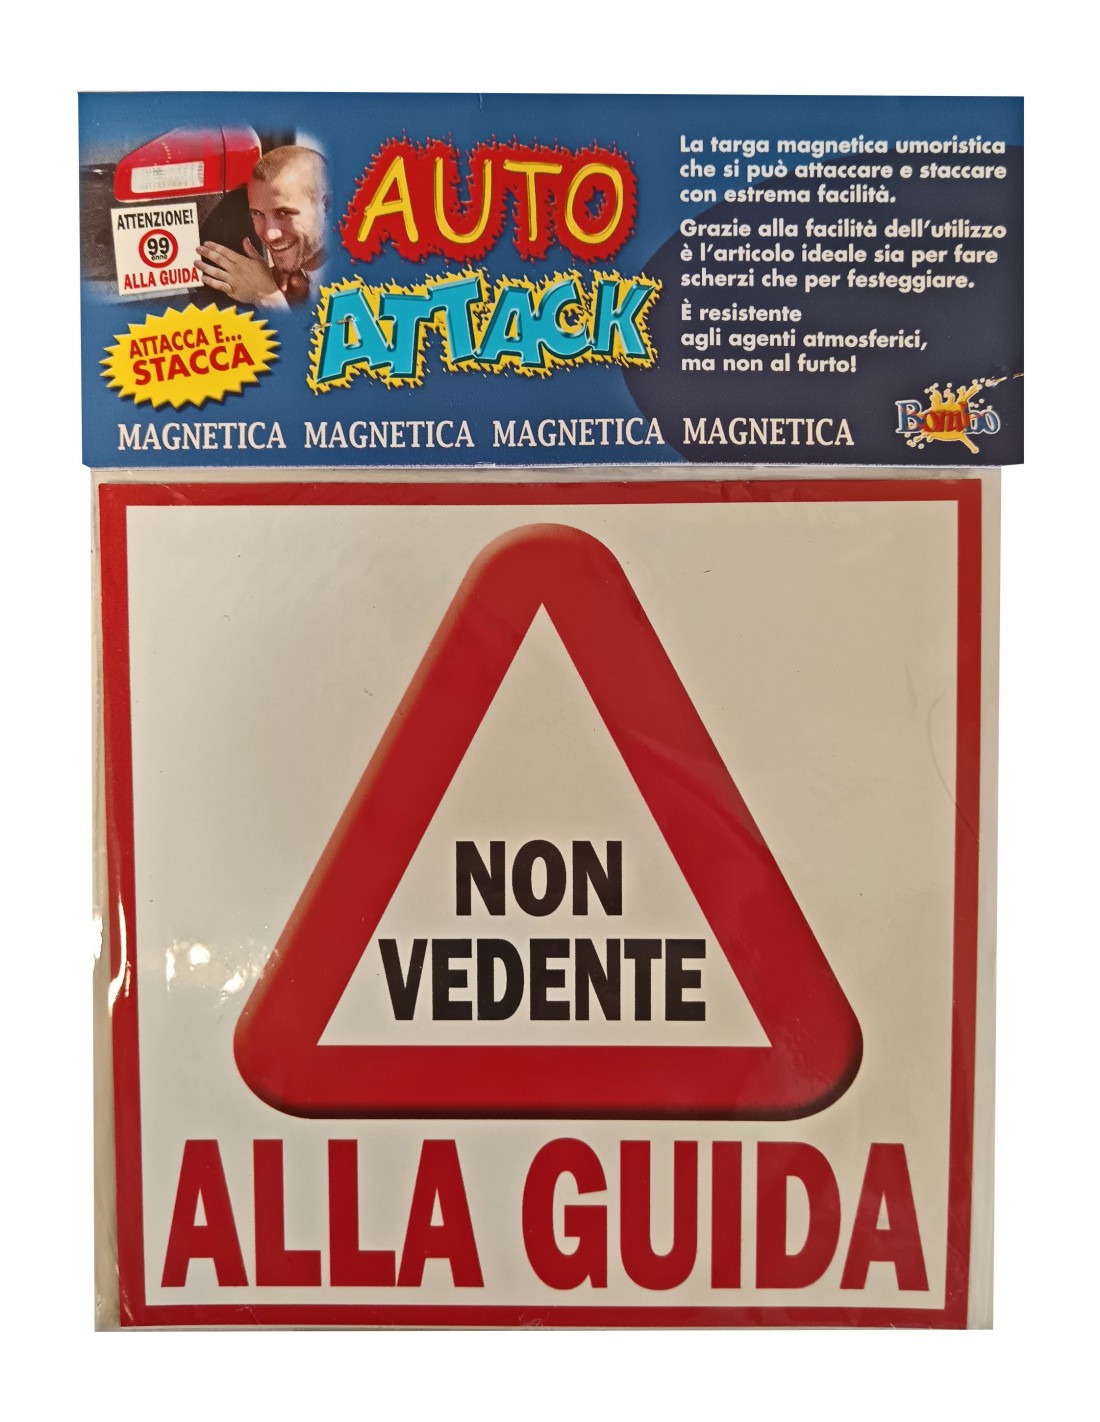 AUTO
ATTACK
La targa magnetica umoristica
che si può attaccare e staccare
con estrema facilità.
Grazie alla facilità dell'utilizzo
è l'articolo ideale sia per fare
scherzi che per festeggiare.
È resistente
agli agenti atmosferici,
ma non al furto!
ATTENZIONE!
99
enne
ALLA GUIDA
ATTACCA E...
STACCA
MAGNETICA MAGNETICA MAGNETICA MAGNETICA
Bombo
NON
VEDENTE
ALLA GUIDA